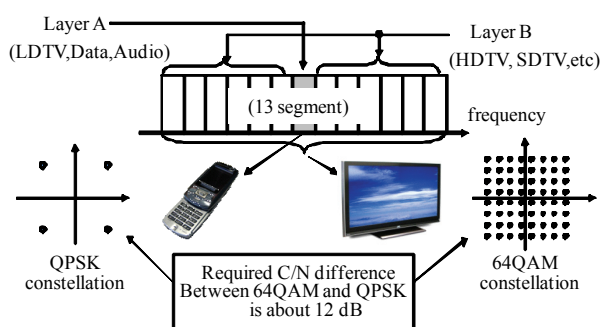 Layer A
(LDTV,Data,Audio)
Layer B
(HDTV, SDTV,etc)
(13 segment)
frequency
QPSK
constellation
64QAM
constellation
Required C/N difference
Between 64QAM and QPSK
is about 12 dB